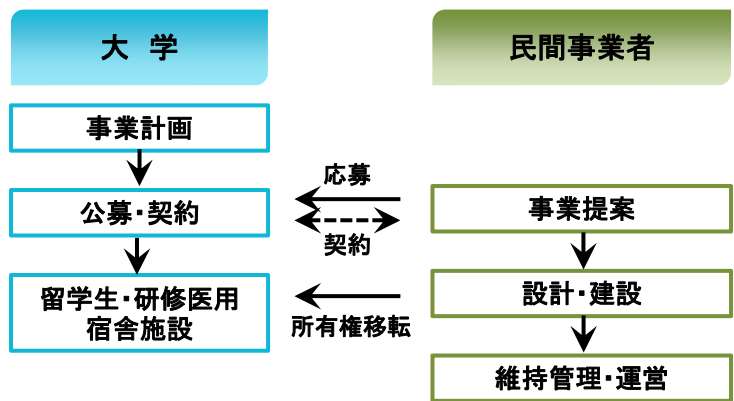 大　学
民間事業者
事業計画
応募
公募・契約
事業提案
契約
留学生・研修医用
宿舎施設
設計・建設
所有権移転
維持管理・運営